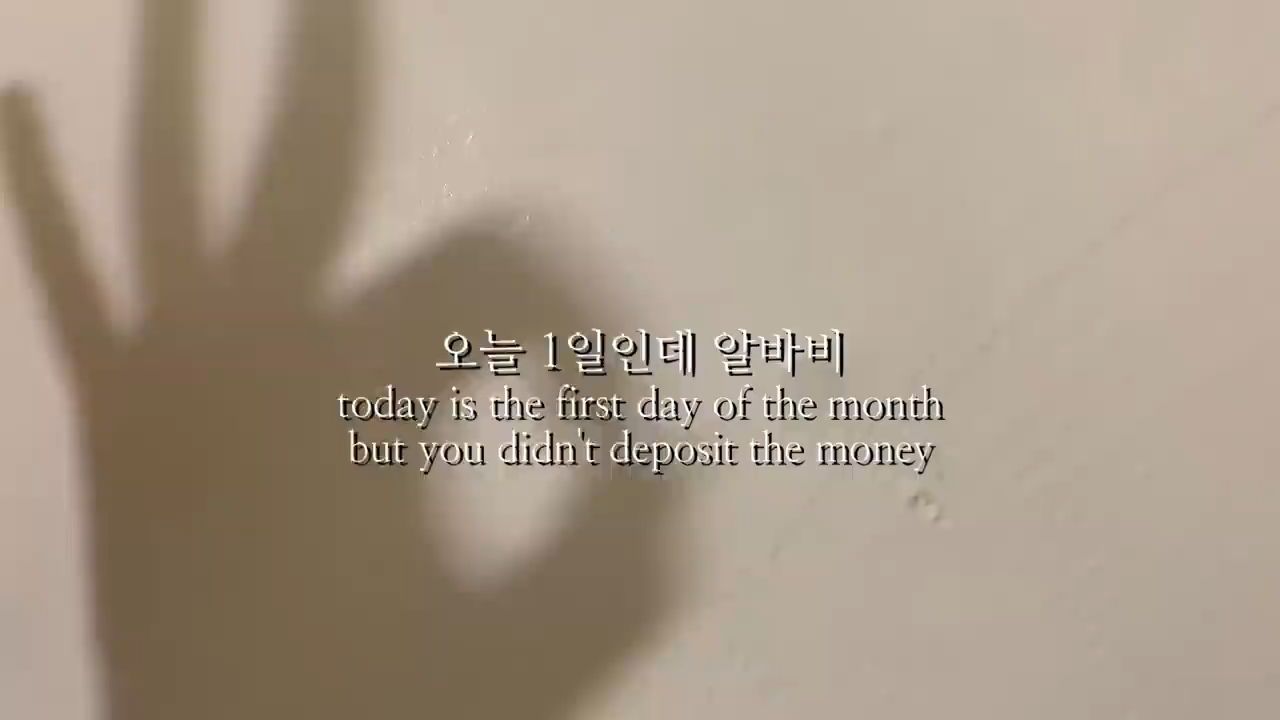 오늘 1일인데 알바비
today is the first day of the month
but you didn't deposit the money